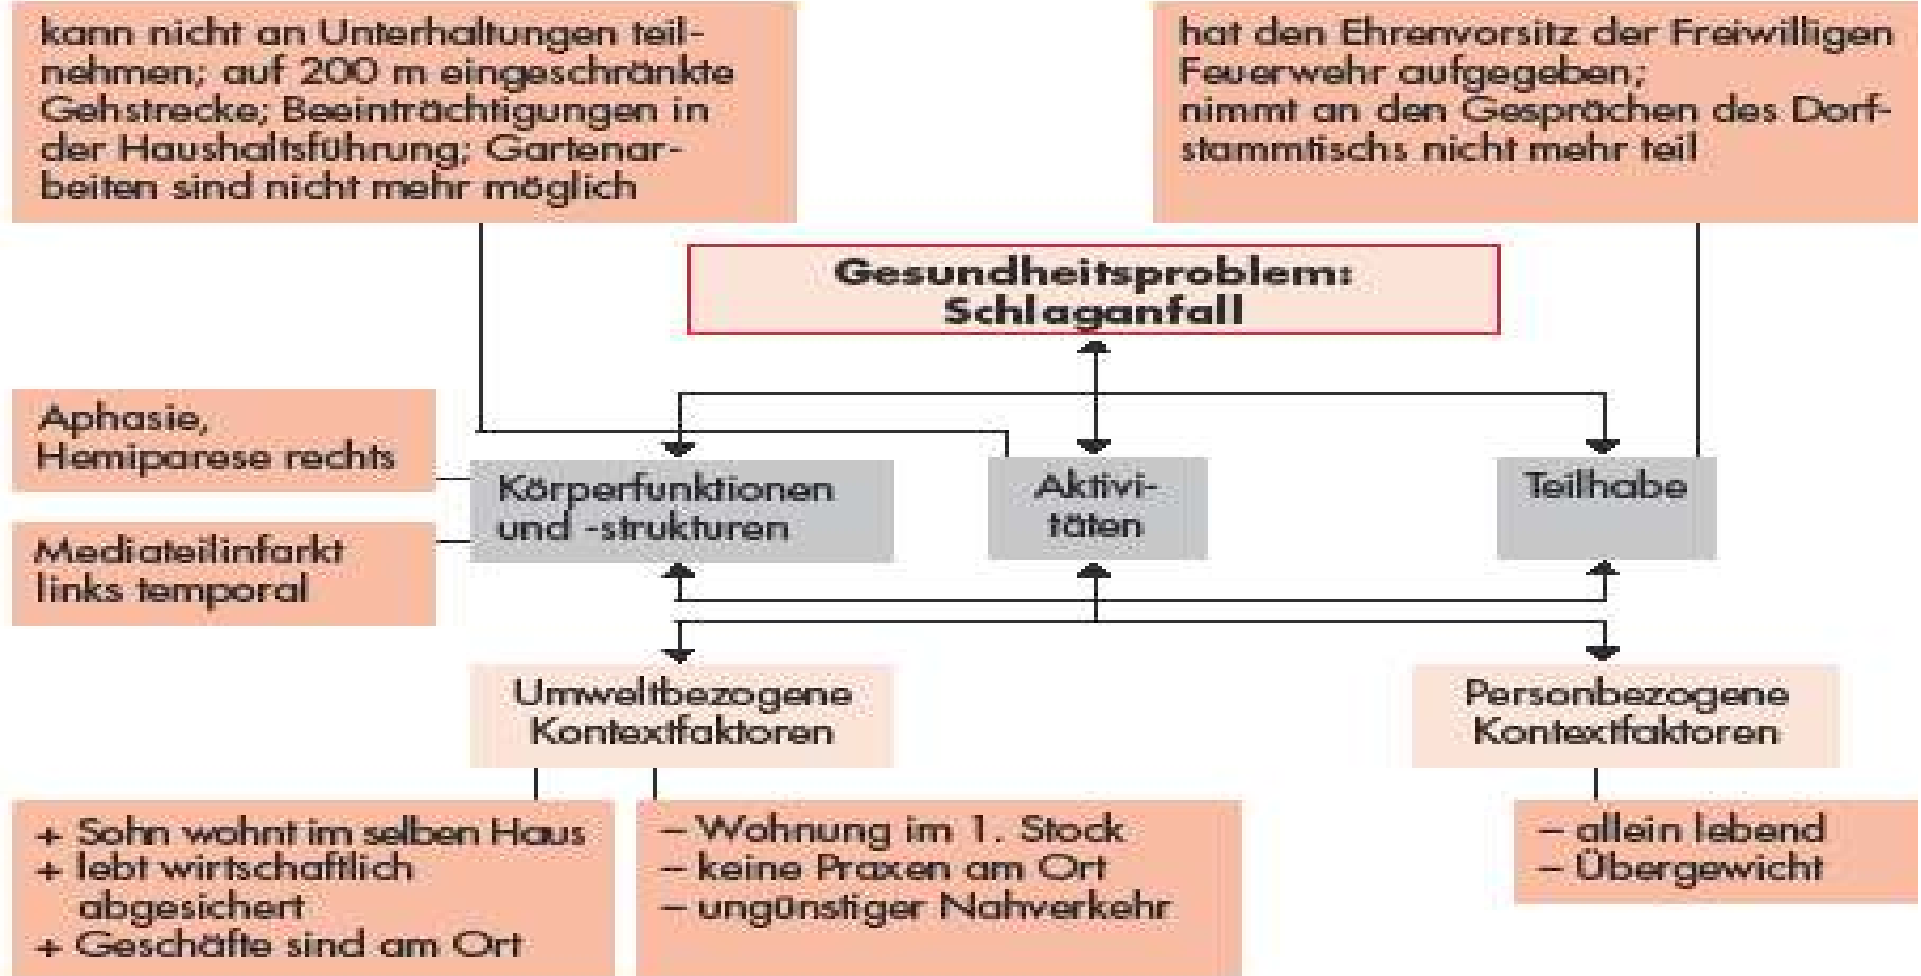 kann nicht an Unterhaltungen teil-
nehmen; auf 200 m eingeschränkte
Gehstrecke; Beeinträchtigungen in
der Haushaltsführung; Gartenar-
beiten sind nicht mehr möglich
hat den Ehrenvorsitz der Freiwilligen
Feuerwehr aufgegeben;
nimmt an den Gesprächen des Dorf-
stammtischs nicht mehr teil
Gesundheitsproblem:
Schlaganfall
Aphasie,
Hemiparese rechts
Mediateilinfarkt
links temporal
Körperfunktionen
und -strukturen
Aktivi-
täten
Teilhabe
Umweltbezogene
Kontextfaktoren
Personbezogene
Kontextfaktoren
+ Sohn wohnt im selben Haus
+ lebt wirtschaftlich
abgesichert
+ Geschäfte sind am Ort
– Wohnung im 1. Stock
– keine Praxen am Ort
– ungünstiger Nahverkehr
– allein lebend
– Übergewicht